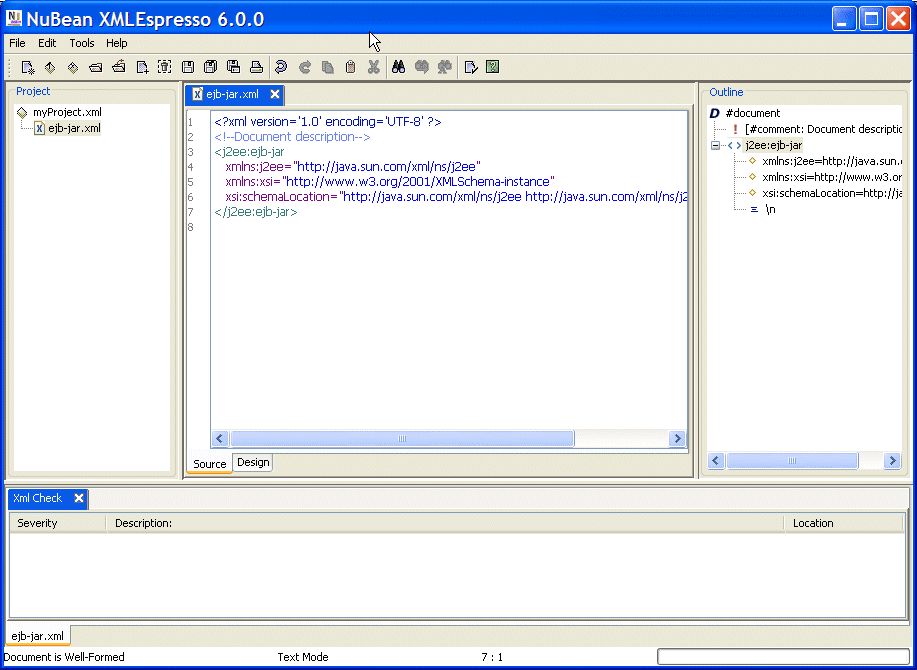 NuBean XMLEspresso 6.0.0
File Edit Tools Help
Project
myProject.xml
ejb-jar.xml
ejb-jar.xml
1 <?xml version='1.0' encoding='UTF-8' ?>
2 <!--Document description-->
3 <j2ee:ejb-jar
4 xmlns:j2ee="http://java.sun.com/xml/ns/j2ee"
5 xmlns:xsi="http://www.w3.org/2001/XMLSchema-instance"
6 xsi:schemaLocation="http://java.sun.com/xml/ns/j2ee http://java.sun.com/xml/ns/j2
7 </j2ee:ejb-jar>
8
Source Design
Outline
D #document
! [#comment: Document descriptio
<> j2ee:ejb-jar
xmlns:j2ee=http://java.sun.
xmlns:xsi=http://www.w3.or
xsi:schemaLocation=http://ja
= \n
Xml Check
Severity Description: Location
ejb-jar.xml
Document is Well-Formed Text Mode 7 : 1